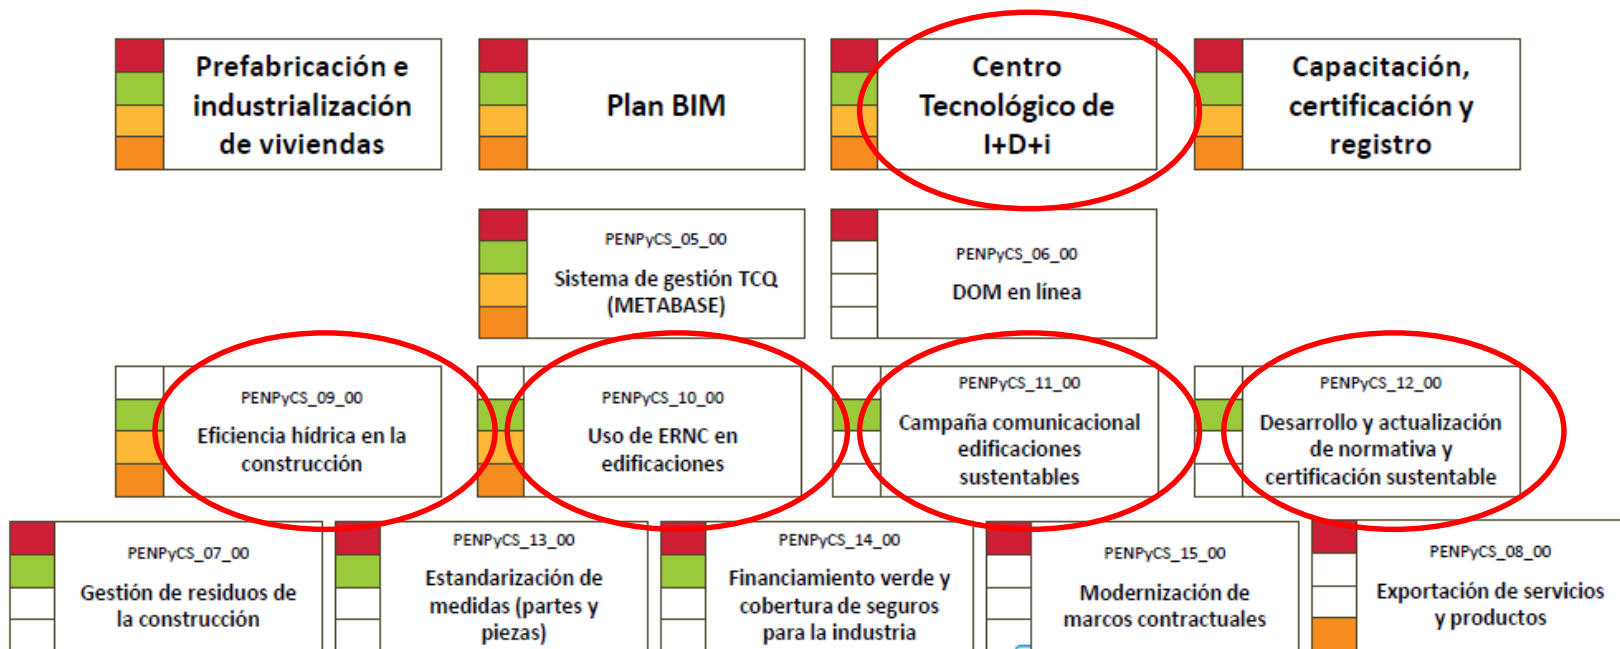 Prefabricación e
industrialización
de viviendas
Plan BIM
Centro
Tecnológico de
I+D+i
Capacitación,
certificación y
registro
PENPyCS_05_00
Sistema de gestión TCQ
(METABASE)
PENPyCS_06_00
DOM en línea
PENPyCS_09_00
Eficiencia hídrica en la
construcción
PENPyCS_10_00
Uso de ERNC en
edificaciones
PENPyCS_11_00
Campaña comunicacional
edificaciones
sustentables
PENPyCS_12_00
Desarrollo y actualización
de normativa y
certificación sustentable
PENPyCS_07_00
Gestión de residuos de
la construcción
PENPyCS_13_00
Estandarización de
medidas (partes y
piezas)
PENPyCS_14_00
Financiamiento verde y
cobertura de seguros
para la industria
PENPyCS_15_00
Modernización de
marcos contractuales
PENPyCS_08_00
Exportación de servicios
y productos